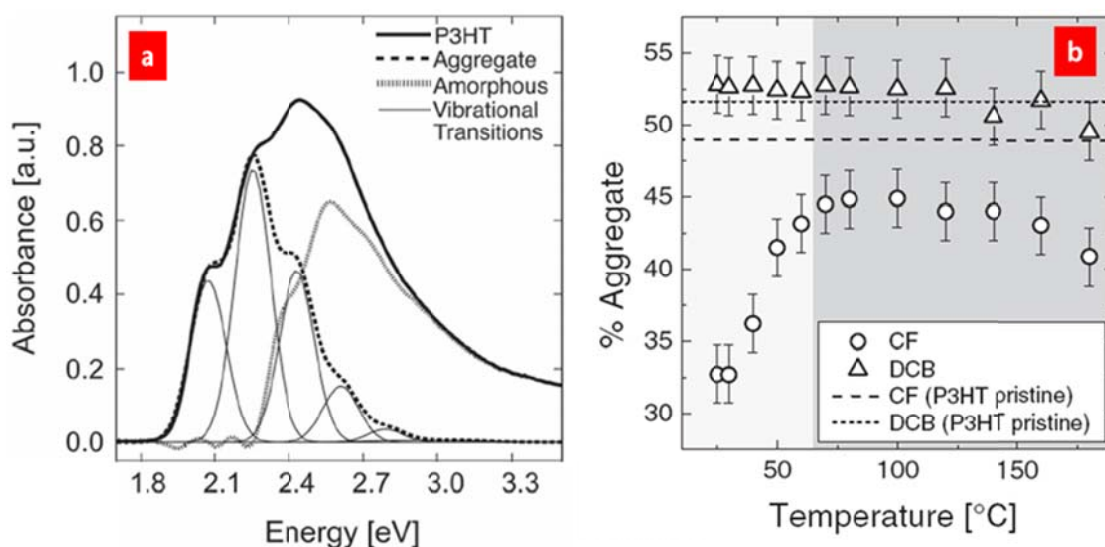 a
P3HT
Aggregate
Amorphous
Vibrational
Transitions
Absorbance [a.u.]
1.0
0.8
0.6
0.4
0.2
0.0
1.8 2.1 2.4 2.7 3.0 3.3
Energy [eV]
b
% Aggregate
55
50
45
40
35
30
CF
DCB
CF (P3HT pristine)
DCB (P3HT pristine)
50 100 150
Temperature [°C]